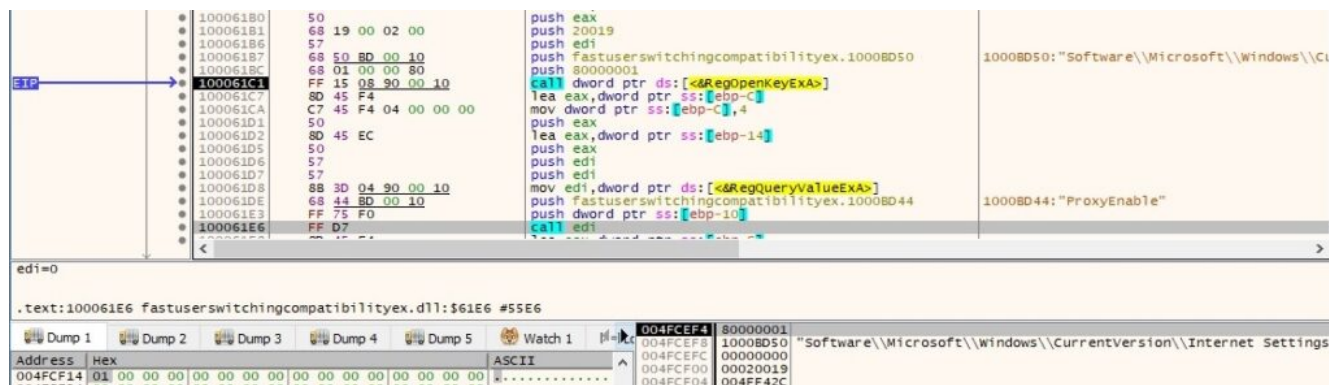 100061B0 50 push eax
100061B1 68 19 00 02 00 push 20019
100061B6 57 push edi
100061B7 68 50 BD 00 10 push fastuserswitchingcompatibilityex.1000BD50 1000BD50:"Software\\Microsoft\\Windows\\Cu
100061BC 68 01 00 00 80 push 80000001
EIP 100061C1 FF 15 08 90 00 10 call dword ptr ds:[<&RegOpenKeyExA>]
100061C7 8D 45 F4 lea eax,dword ptr ss:[ebp-C]
100061CA C7 45 F4 04 00 00 00 mov dword ptr ss:[ebp-C],4
100061D1 50 push eax
100061D2 8D 45 EC lea eax,dword ptr ss:[ebp-14]
100061D5 50 push eax
100061D6 57 push edi
100061D7 57 push edi
100061D8 8B 3D 04 90 00 10 mov edi,dword ptr ds:[<&RegQueryValueExA>]
100061DE 68 44 BD 00 10 push fastuserswitchingcompatibilityex.1000BD44 1000BD44:"ProxyEnable"
100061E3 FF 75 F0 push dword ptr ss:[ebp-10]
100061E6 FF D7 call edi
edi=0
.text:100061E6 fastuserswitchingcompatibilityex.dll:$61E6 #55E6
Dump 1 Dump 2 Dump 3 Dump 4 Dump 5 Watch 1
Address Hex ASCII
004FCF14 01 00 00 00 00 00 00 00 00 00 00 00 00 00 00 00 ................
004FCEF4 80000001
004FCEF8 1000BD50 "Software\\Microsoft\\Windows\\CurrentVersion\\Internet Settings
004FCEFC 00000000
004FCF00 00020019
004FCF04 004FF42C